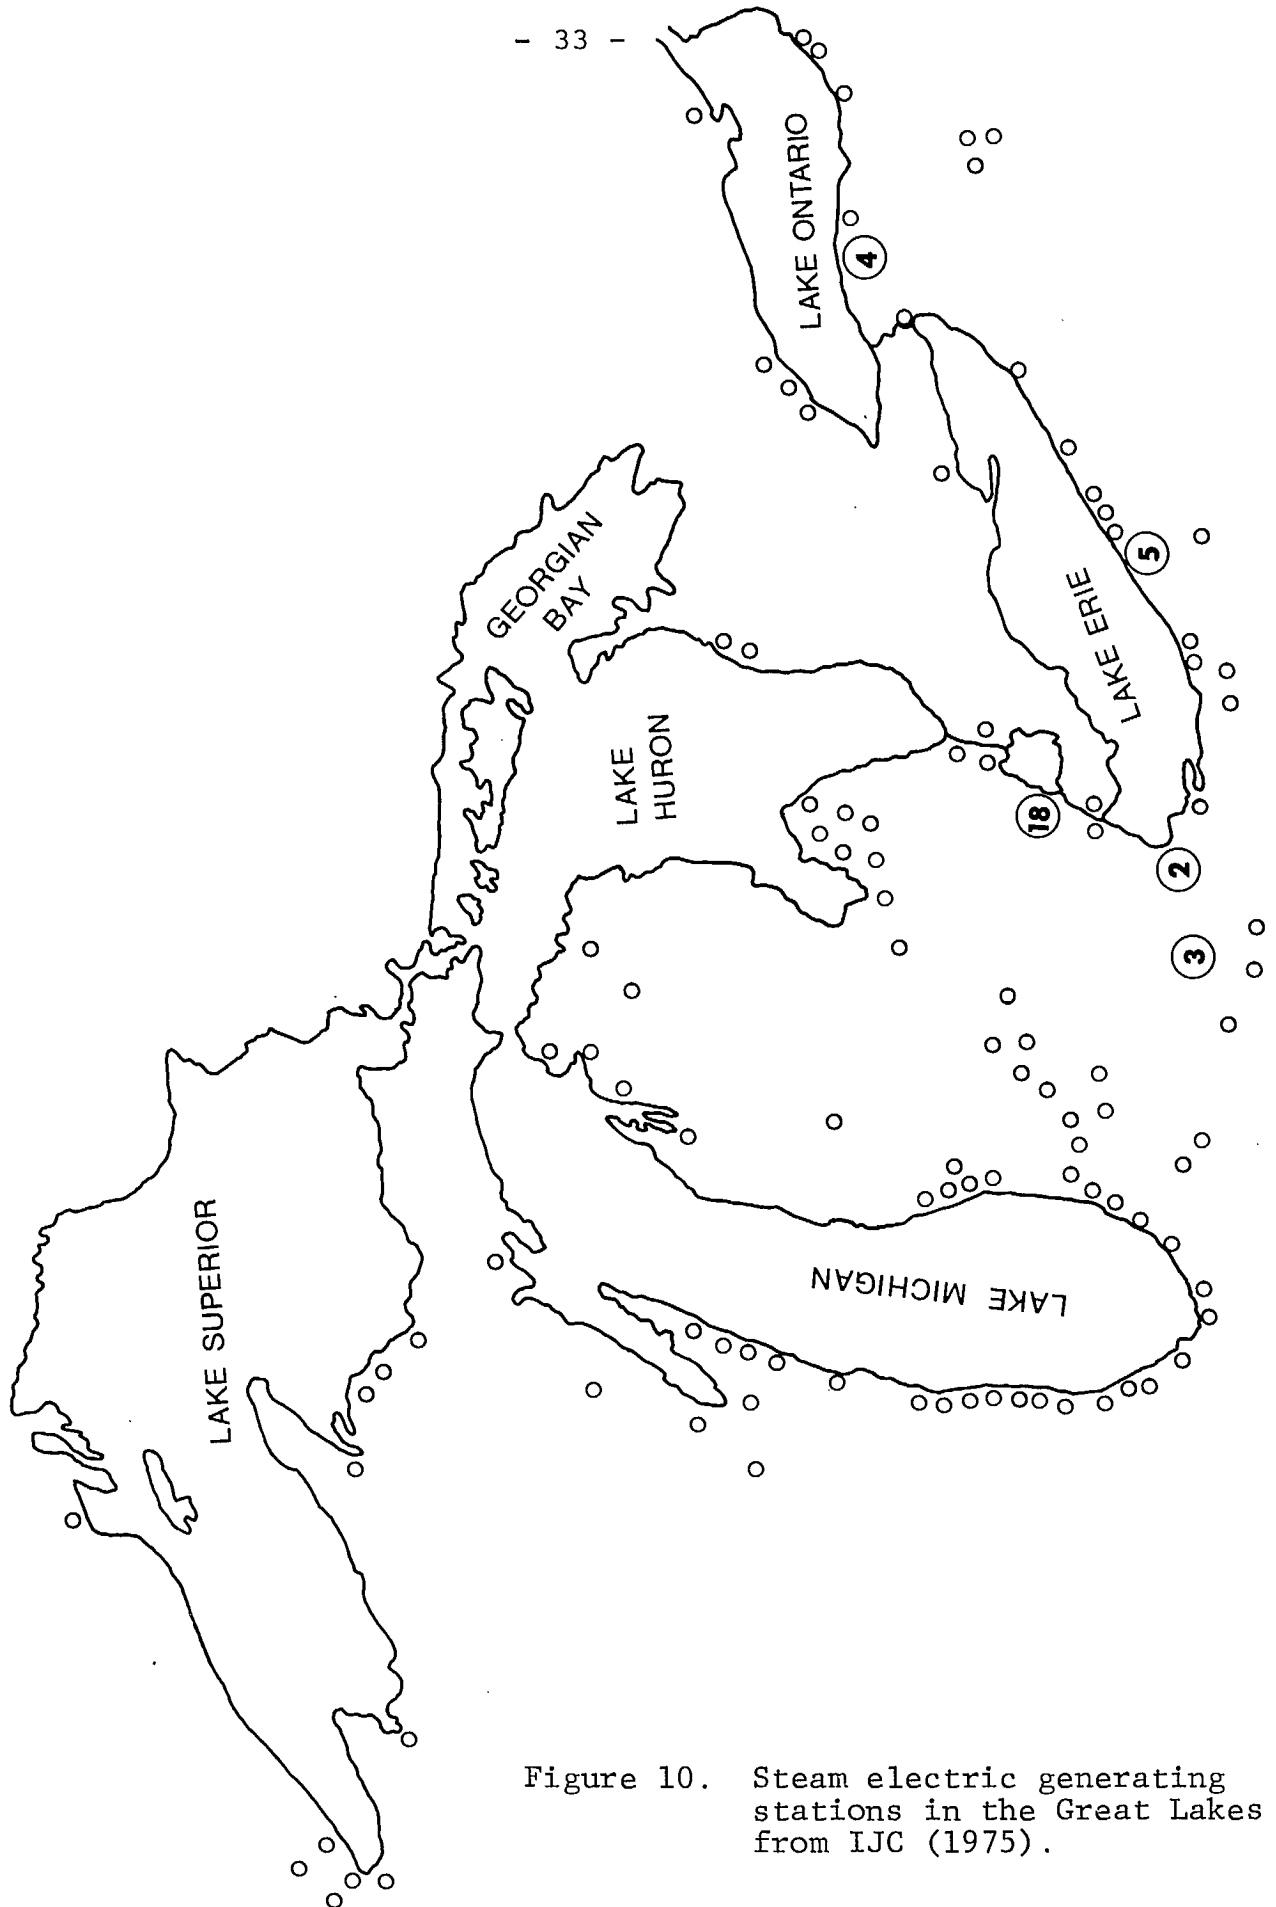 - 33 -
LAKE ONTARIO
4
GEORGIAN
BAY
5
LAKE ERIE
LAKE
HURON
18
2
3
LAKE SUPERIOR
LAKE MICHIGAN
Figure 10. Steam electric generating
stations in the Great Lakes
from IJC (1975).